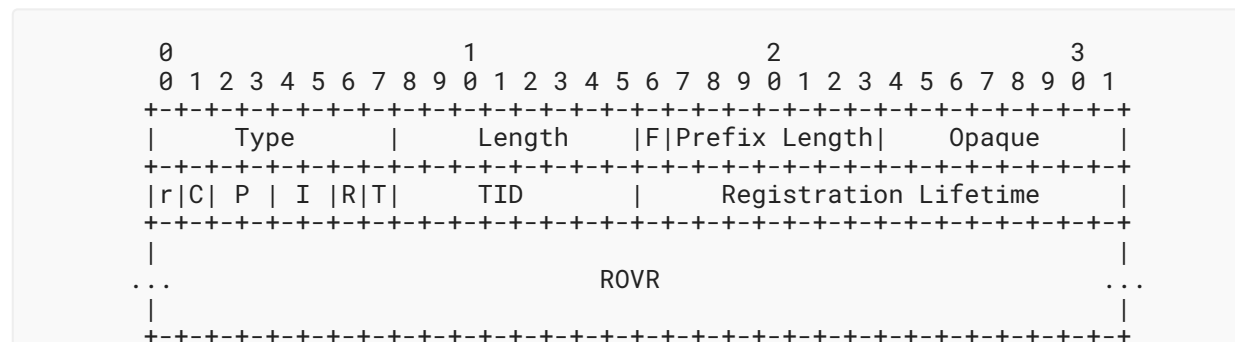 0                   1                   2                   3
 0 1 2 3 4 5 6 7 8 9 0 1 2 3 4 5 6 7 8 9 0 1 2 3 4 5 6 7 8 9 0 1
+-+-+-+-+-+-+-+-+-+-+-+-+-+-+-+-+-+-+-+-+-+-+-+-+-+-+-+-+-+-+-+-+
|     Type      |     Length    |F|Prefix Length|    Opaque     |
+-+-+-+-+-+-+-+-+-+-+-+-+-+-+-+-+-+-+-+-+-+-+-+-+-+-+-+-+-+-+-+-+
|r|C| P | I |R|T|     TID       |     Registration Lifetime     |
+-+-+-+-+-+-+-+-+-+-+-+-+-+-+-+-+-+-+-+-+-+-+-+-+-+-+-+-+-+-+-+-+
|                                                               |
...                            ROVR                             ...
|                                                               |
+-+-+-+-+-+-+-+-+-+-+-+-+-+-+-+-+-+-+-+-+-+-+-+-+-+-+-+-+-+-+-+-+